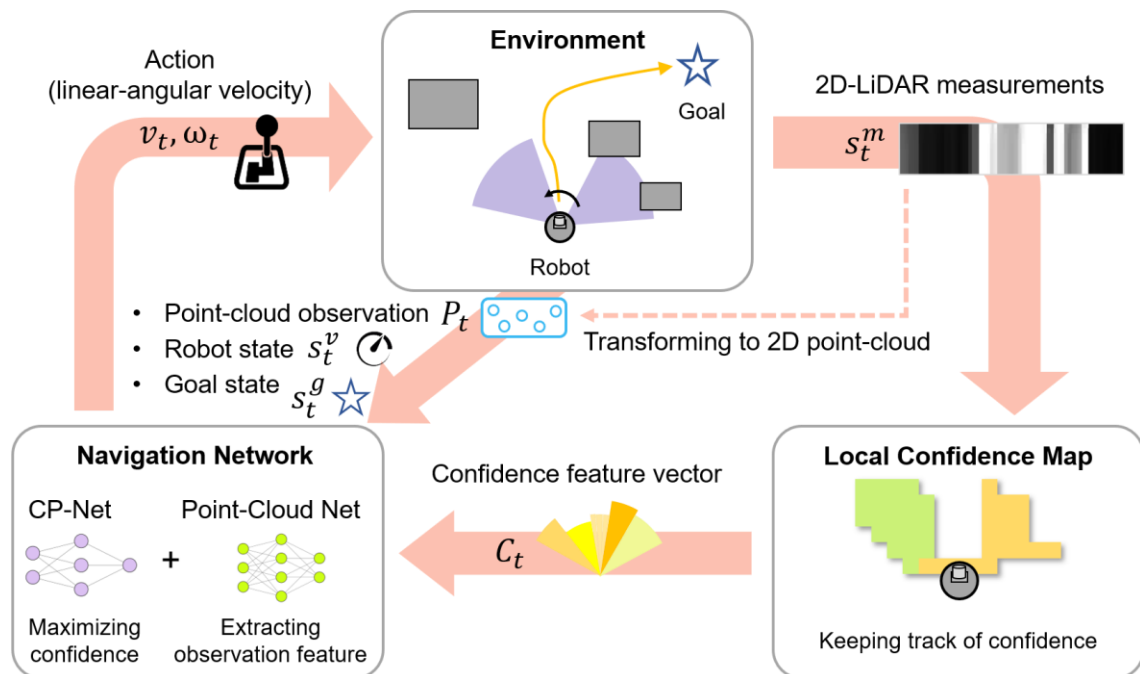 Environment
Action
(linear-angular velocity)
v_t, ω_t
Goal
Robot
2D-LiDAR measurements
s_t^m
• Point-cloud observation P_t
• Robot state s_t^v
• Goal state s_t^g
Transforming to 2D point-cloud
Navigation Network
CP-Net
Point-Cloud Net
+
Maximizing
confidence
Extracting
observation feature
Confidence feature vector
C_t
Local Confidence Map
Keeping track of confidence